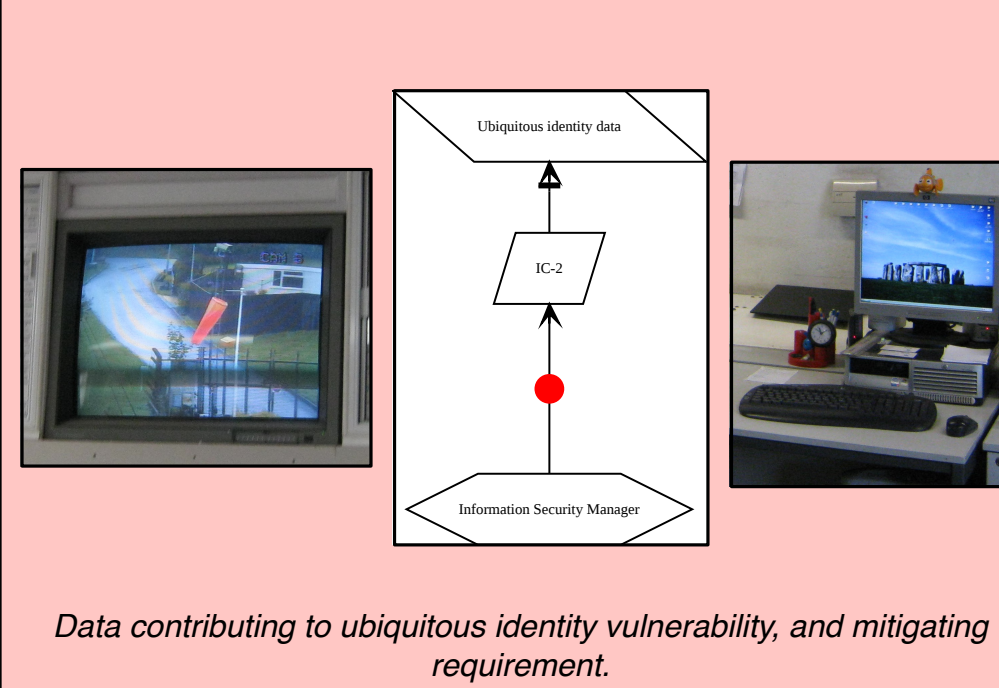 Ubiquitous identity data
IC-2
Information Security Manager
Data contributing to ubiquitous identity vulnerability, and mitigating
requirement.